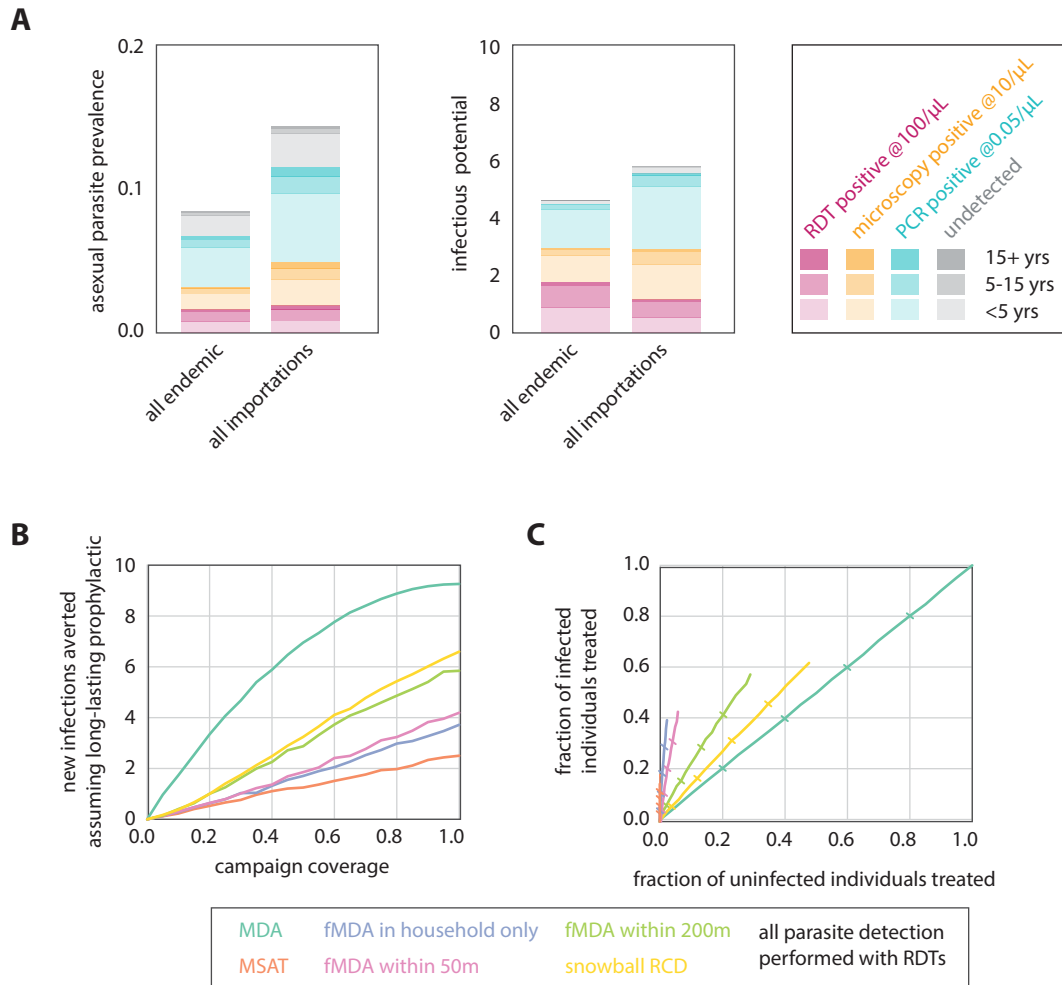 A
asexual parasite prevalence
0.2
0.1
0.0
all endemic
all importations
infectious potential
10
8
6
4
2
0
all endemic
all importations
RDT positive @100/μL
microscopy positive @10/μL
PCR positive @0.05/μL
undetected
15+ yrs
5-15 yrs
<5 yrs
B
new infections averted
assuming long-lasting prophylactic
10
8
6
4
2
0
0.0
0.2
0.4
0.6
0.8
1.0
campaign coverage
C
fraction of infected
individuals treated
1.0
0.8
0.6
0.4
0.2
0.0
0.0
0.2
0.4
0.6
0.8
1.0
fraction of uninfected individuals treated
MDA
fMDA in household only
fMDA within 200m
MSAT
fMDA within 50m
snowball RCD
all parasite detection
performed with RDTs